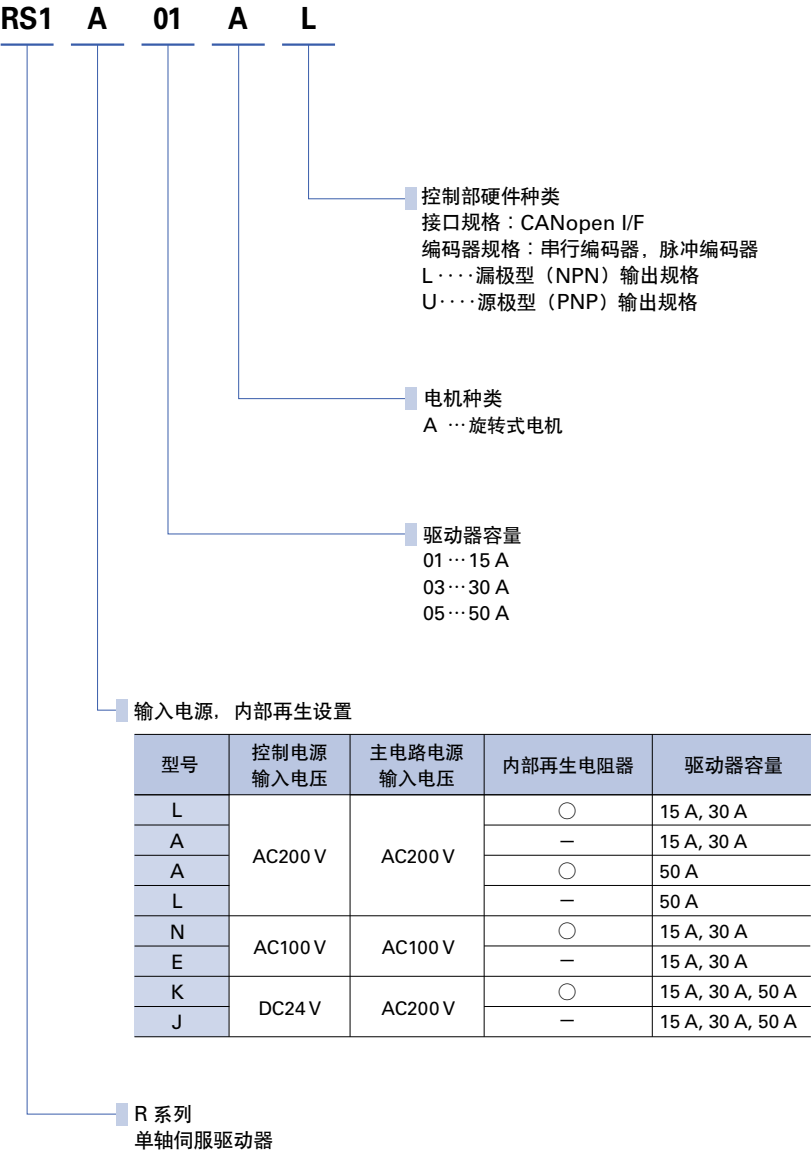 RS1 A 01 A L
控制部硬件种类
接口规格：CANopen I/F
编码器规格：串行编码器，脉冲编码器
L‥‥漏极型（NPN）输出规格
U‥‥源极型（PNP）输出规格
电机种类
A …旋转式电机
驱动器容量
01…15 A
03…30 A
05…50 A
输入电源，内部再生设置
型号 控制电源输入电压 主电路电源输入电压 内部再生电阻器 驱动器容量
L AC200 V AC200 V ○ 15 A, 30 A
A － 15 A, 30 A
A ○ 50 A
L － 50 A
N AC100 V AC100 V ○ 15 A, 30 A
E － 15 A, 30 A
K DC24 V AC200 V ○ 15 A, 30 A, 50 A
J － 15 A, 30 A, 50 A
R 系列
单轴伺服驱动器